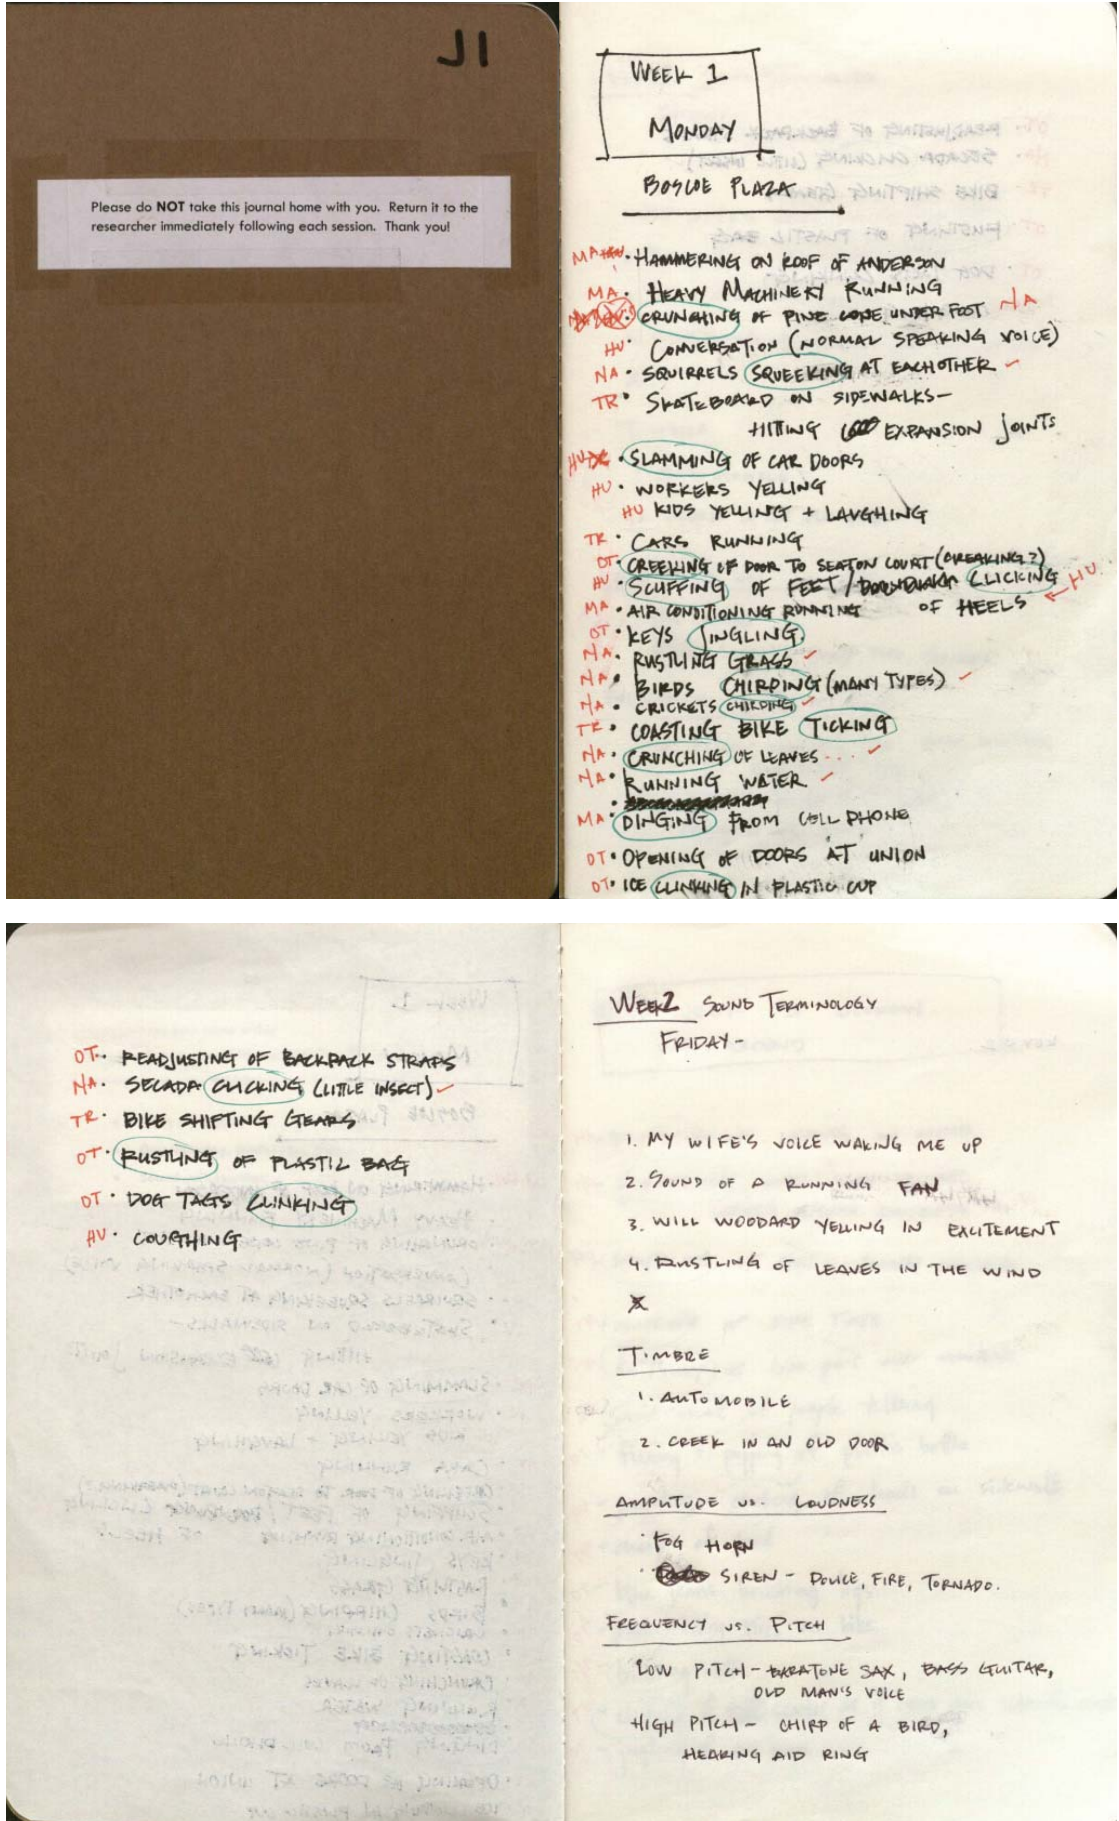 J1
Please do NOT take this journal home with you. Return it to the
researcher immediately following each session. Thank you!
WEEK 1
MONDAY
BOSCOE PLAZA
MA · HAMMERING ON ROOF OF ANDERSON
MA · HEAVY MACHINERY RUNNING
· CRUNCHING OF PINE CONE UNDER FOOT NA
HU · CONVERSATION (NORMAL SPEAKING VOICE)
NA · SQUIRRELS SQUEEKING AT EACHOTHER ✓
TR · SKATEBOARD ON SIDEWALKS—
HITTING EXPANSION JOINTS
HU · SLAMMING OF CAR DOORS
HU · WORKERS YELLING
HU KIDS YELLING + LAUGHING
TR · CARS RUNNING
OT · CREEKING OF DOOR TO SEATON COURT (CREAKING?)
HU · SCUFFING OF FEET / CLICKING
MA · AIR CONDITIONING RUNNING OF HEELS ← HU
OT · KEYS JINGLING
NA · RUSTLING GRASS ✓
NA · BIRDS CHIRPING (MANY TYPES) ✓
NA · CRICKETS CHIRPING ✓
TR · COASTING BIKE TICKING
NA · CRUNCHING OF LEAVES ... ✓
NA · RUNNING WATER ✓
MA · DINGING FROM CELL PHONE
OT · OPENING OF DOORS AT UNION
OT · ICE CLINKING IN PLASTIC CUP
OT · READJUSTING OF BACKPACK STRAPS
NA · SECADA CLICKING (LITTLE INSECT) ✓
TR · BIKE SHIFTING GEARS
OT · RUSTLING OF PLASTIC BAG
OT · DOG TAGS CLINKING
HU · COUGHING
WEEK 2 SOUND TERMINOLOGY
FRIDAY -
1. MY WIFE'S VOICE WAKING ME UP
2. SOUND OF A RUNNING FAN
3. WILL WOODARD YELLING IN EXCITEMENT
4. RUSTLING OF LEAVES IN THE WIND
TIMBRE
1. AUTOMOBILE
2. CREEK IN AN OLD DOOR
AMPLITUDE vs. LOUDNESS
· FOG HORN
· SIREN - POLICE, FIRE, TORNADO.
FREQUENCY vs. PITCH
LOW PITCH - BARATONE SAX, BASS GUITAR,
OLD MAN'S VOICE
HIGH PITCH - CHIRP OF A BIRD,
HEARING AID RING